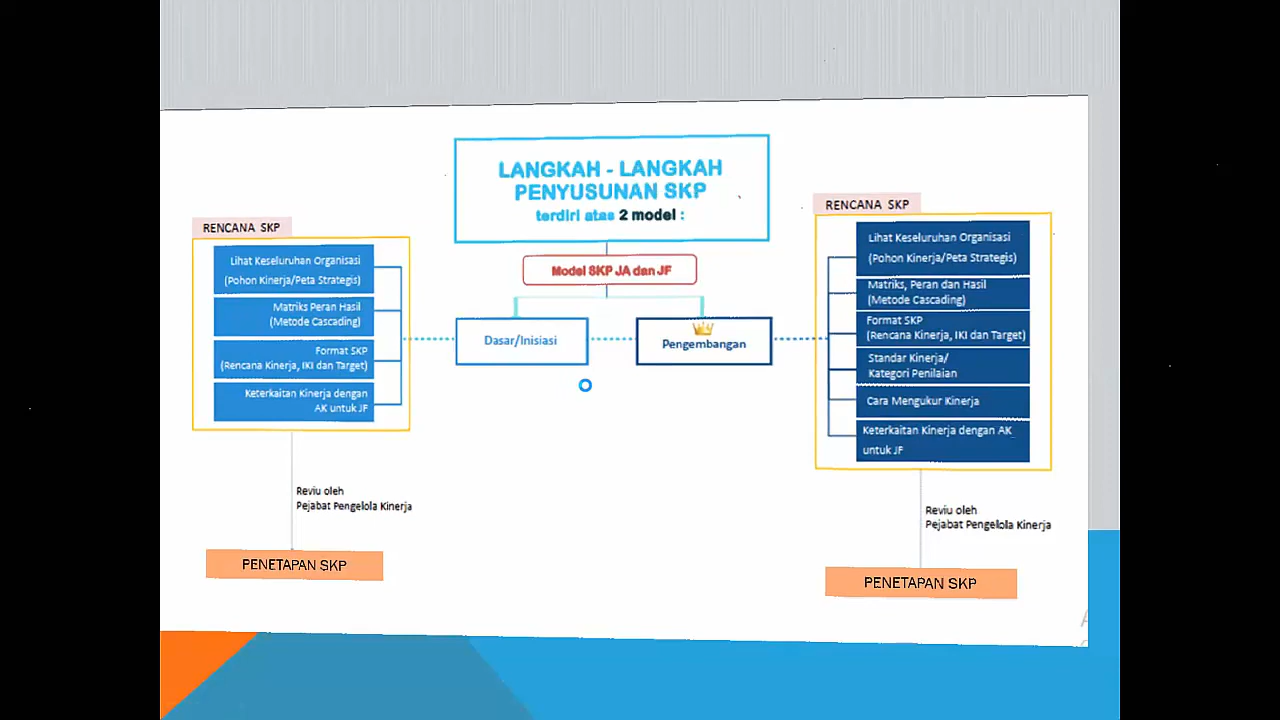 LANGKAH - LANGKAH
PENYUSUNAN SKP
terdiri atas 2 model :
Model SKP JA dan JF
Dasar/Inisiasi
Pengembangan
RENCANA SKP
Lihat Keseluruhan Organisasi
(Pohon Kinerja/Peta Strategis)
Matriks Peran Hasil
(Metode Cascading)
Format SKP
(Rencana Kinerja, IKI dan Target)
Keterkaitan Kinerja dengan
AK untuk JF
Reviu oleh
Pejabat Pengelola Kinerja
PENETAPAN SKP
RENCANA SKP
Lihat Keseluruhan Organisasi
(Pohon Kinerja/Peta Strategis)
Matriks, Peran dan Hasil
(Metode Cascading)
Format SKP
(Rencana Kinerja, IKI dan Target)
Standar Kinerja/
Kategori Penilaian
Cara Mengukur Kinerja
Keterkaitan Kinerja dengan AK
untuk JF
Reviu oleh
Pejabat Pengelola Kinerja
PENETAPAN SKP